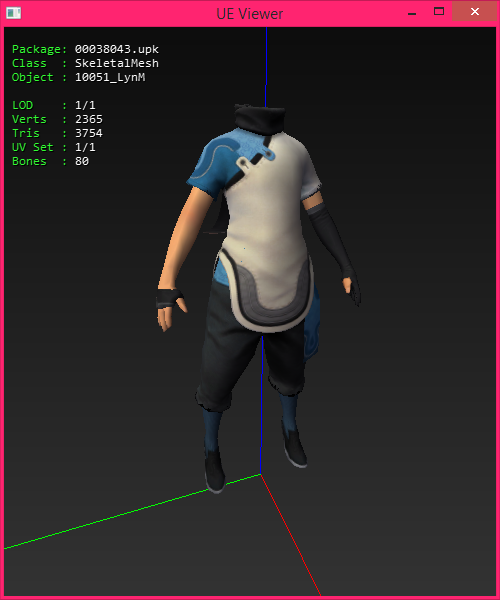 UE Viewer
Package: 00038043.upk
Class : SkeletalMesh
Object : 10051_LynM
LOD : 1/1
Verts : 2365
Tris : 3754
UV Set : 1/1
Bones : 80